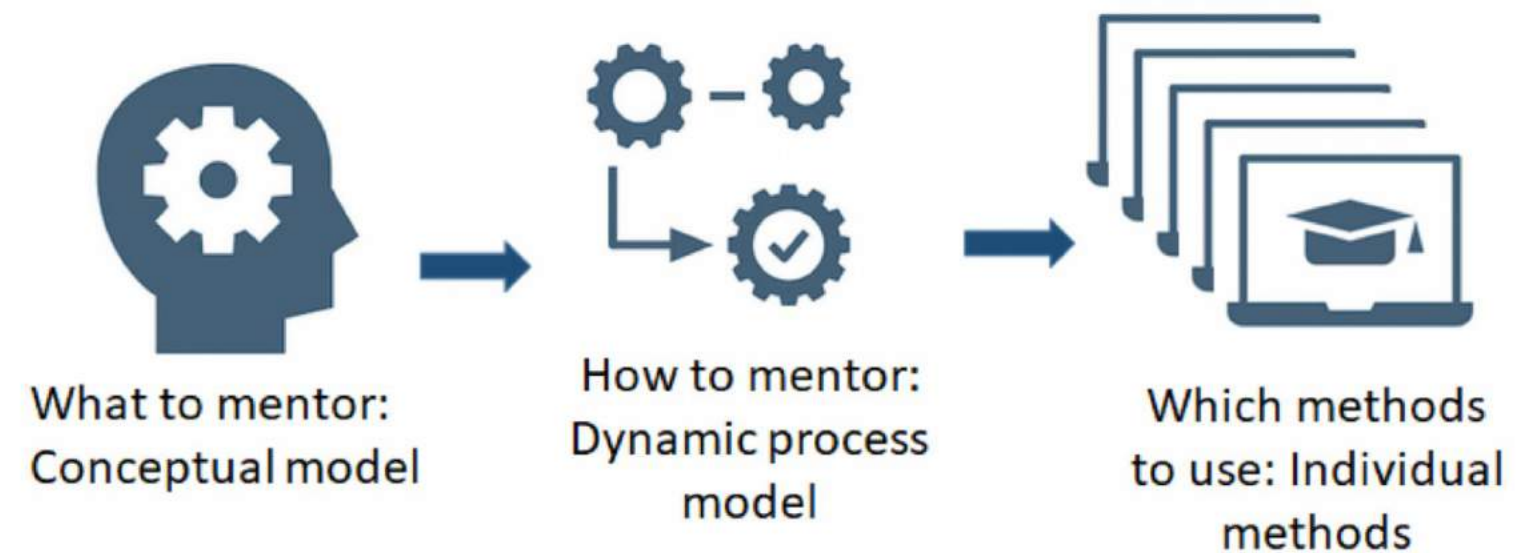 What to mentor:
Conceptual model
How to mentor:
Dynamic process
model
Which methods
to use: Individual
methods